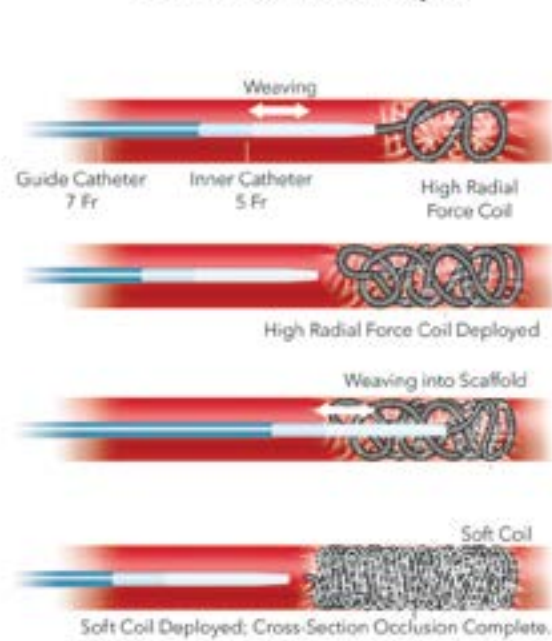 Weaving
Guide Catheter
7 Fr
Inner Catheter
5 Fr
High Radial
Force Coil
High Radial Force Coil Deployed
Weaving into Scaffold
Soft Coil
Soft Coil Deployed; Cross-Section Occlusion Complete